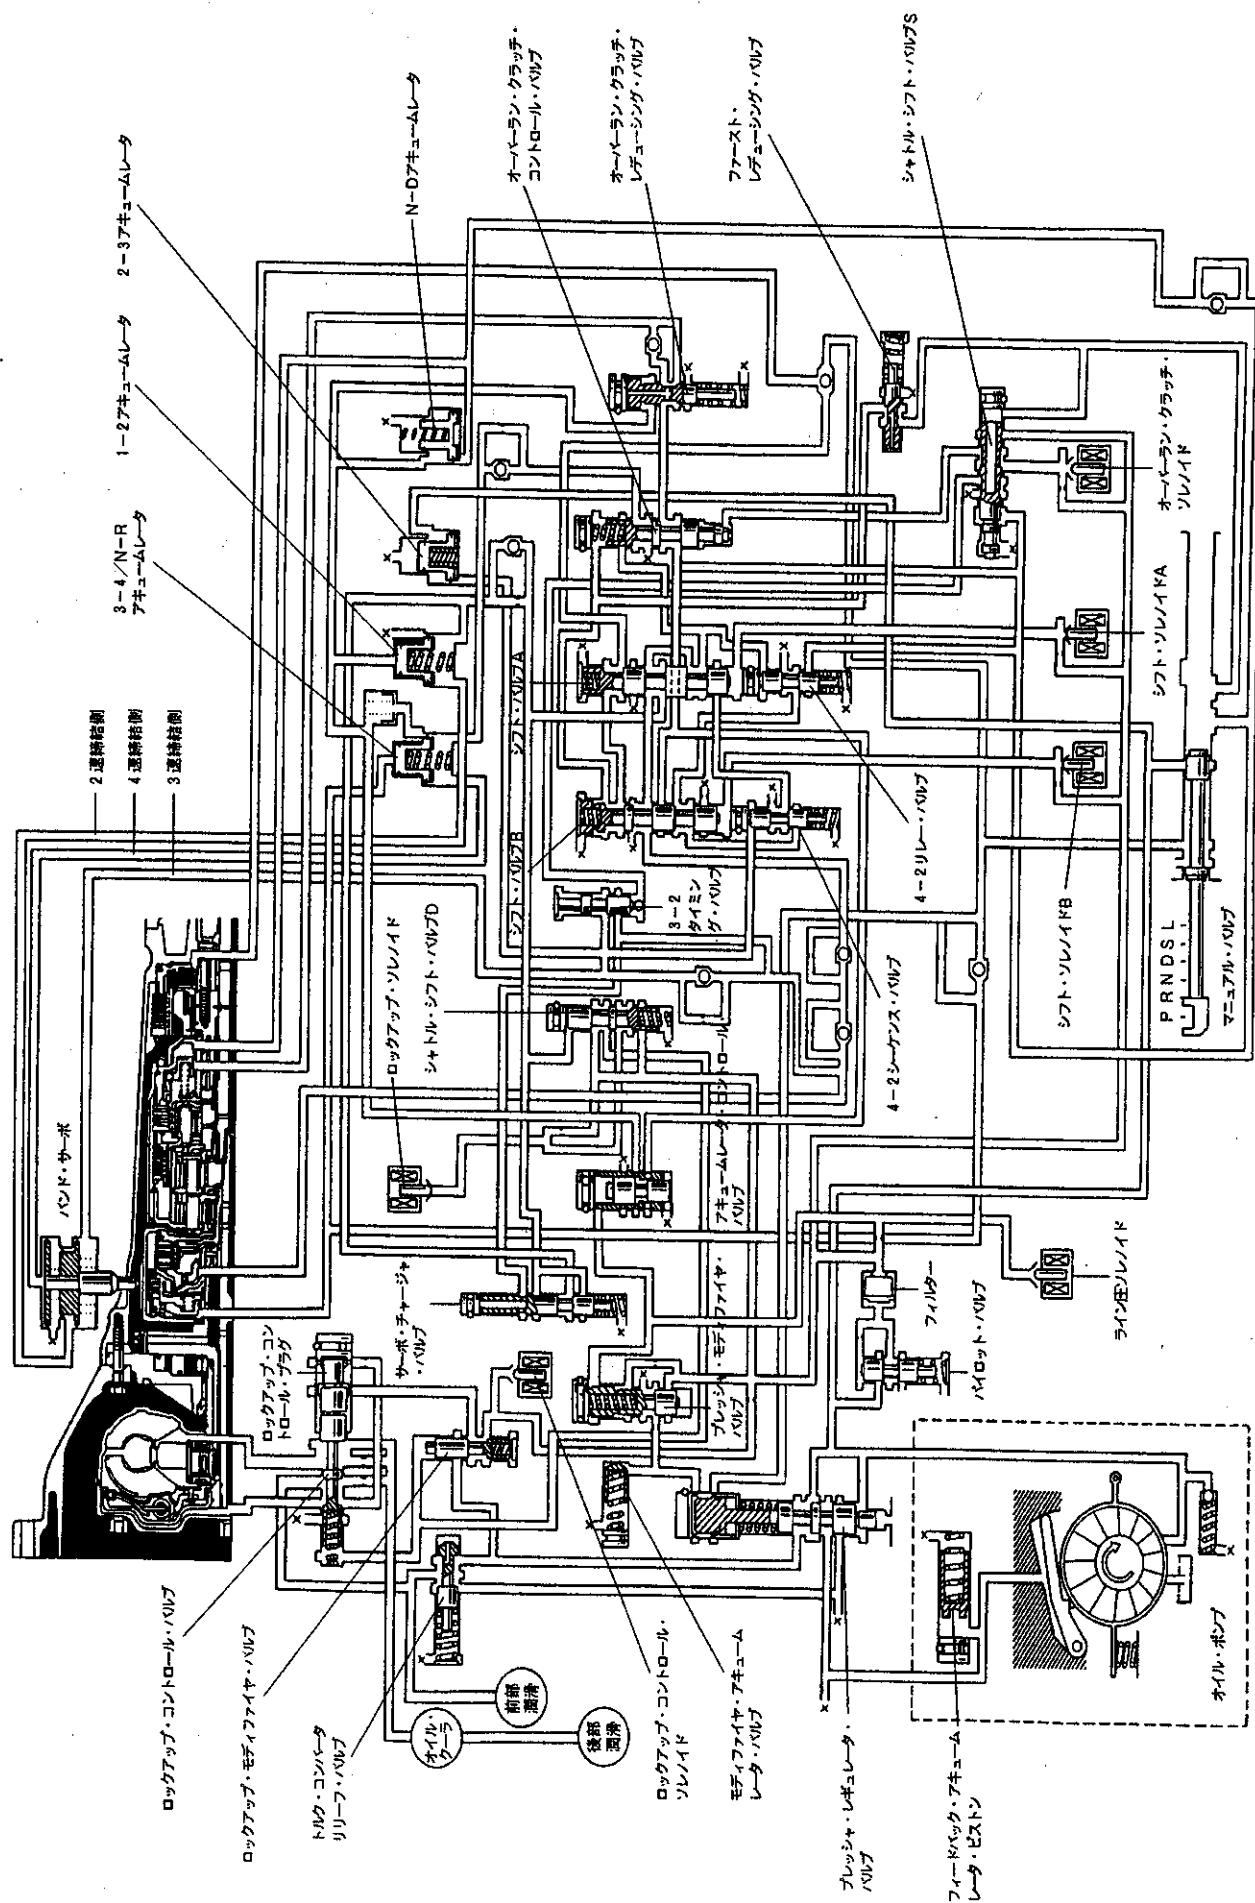 ロックアップ・コントロール・バルブ
ロックアップ・モディファイヤ・バルブ
トルク・コンバータ
リリーフ・バルブ
オイル・
クーラ
前部
潤滑
後部
潤滑
ロックアップ・コントロール・
ソレノイド
モディファイヤ・アキューム
レータ・バルブ
プレッシャ・レギュレータ・
バルブ
フィードバック・アキューム
レータ・ピストン
オイル・ポンプ
バンド・サーボ
ロックアップ・コン
トロール・プラグ
サーボ・チャージャ
・バルブ
プレッシャ・モディファイヤ・
バルブ
アキュームレータ・コントロール
バルブ
パイロット・バルブ
フィルター
ライン圧ソレノイド
ロックアップ・ソレノイド
シャトル・シフト・バルブD
2速締結側
4速締結側
3速締結側
3-4/N-R
アキュームレータ
1-2アキュームレータ
2-3アキュームレータ
N-Dアキュームレータ
シフト・バルブB
シフト・バルブA
3-2
タイミン
グ・バルブ
4-2シーケンス・バルブ
4-2リレー・バルブ
シフト・ソレノイドB
シフト・ソレノイドA
P R N D S L
マニュアル・バルブ
オーバーラン・クラッチ・
コントロール・バルブ
オーバーラン・クラッチ・
レデューシング・バルブ
ファースト・
レデューシング・バルブ
シャトル・シフト・バルブS
オーバーラン・クラッチ・
ソレノイド